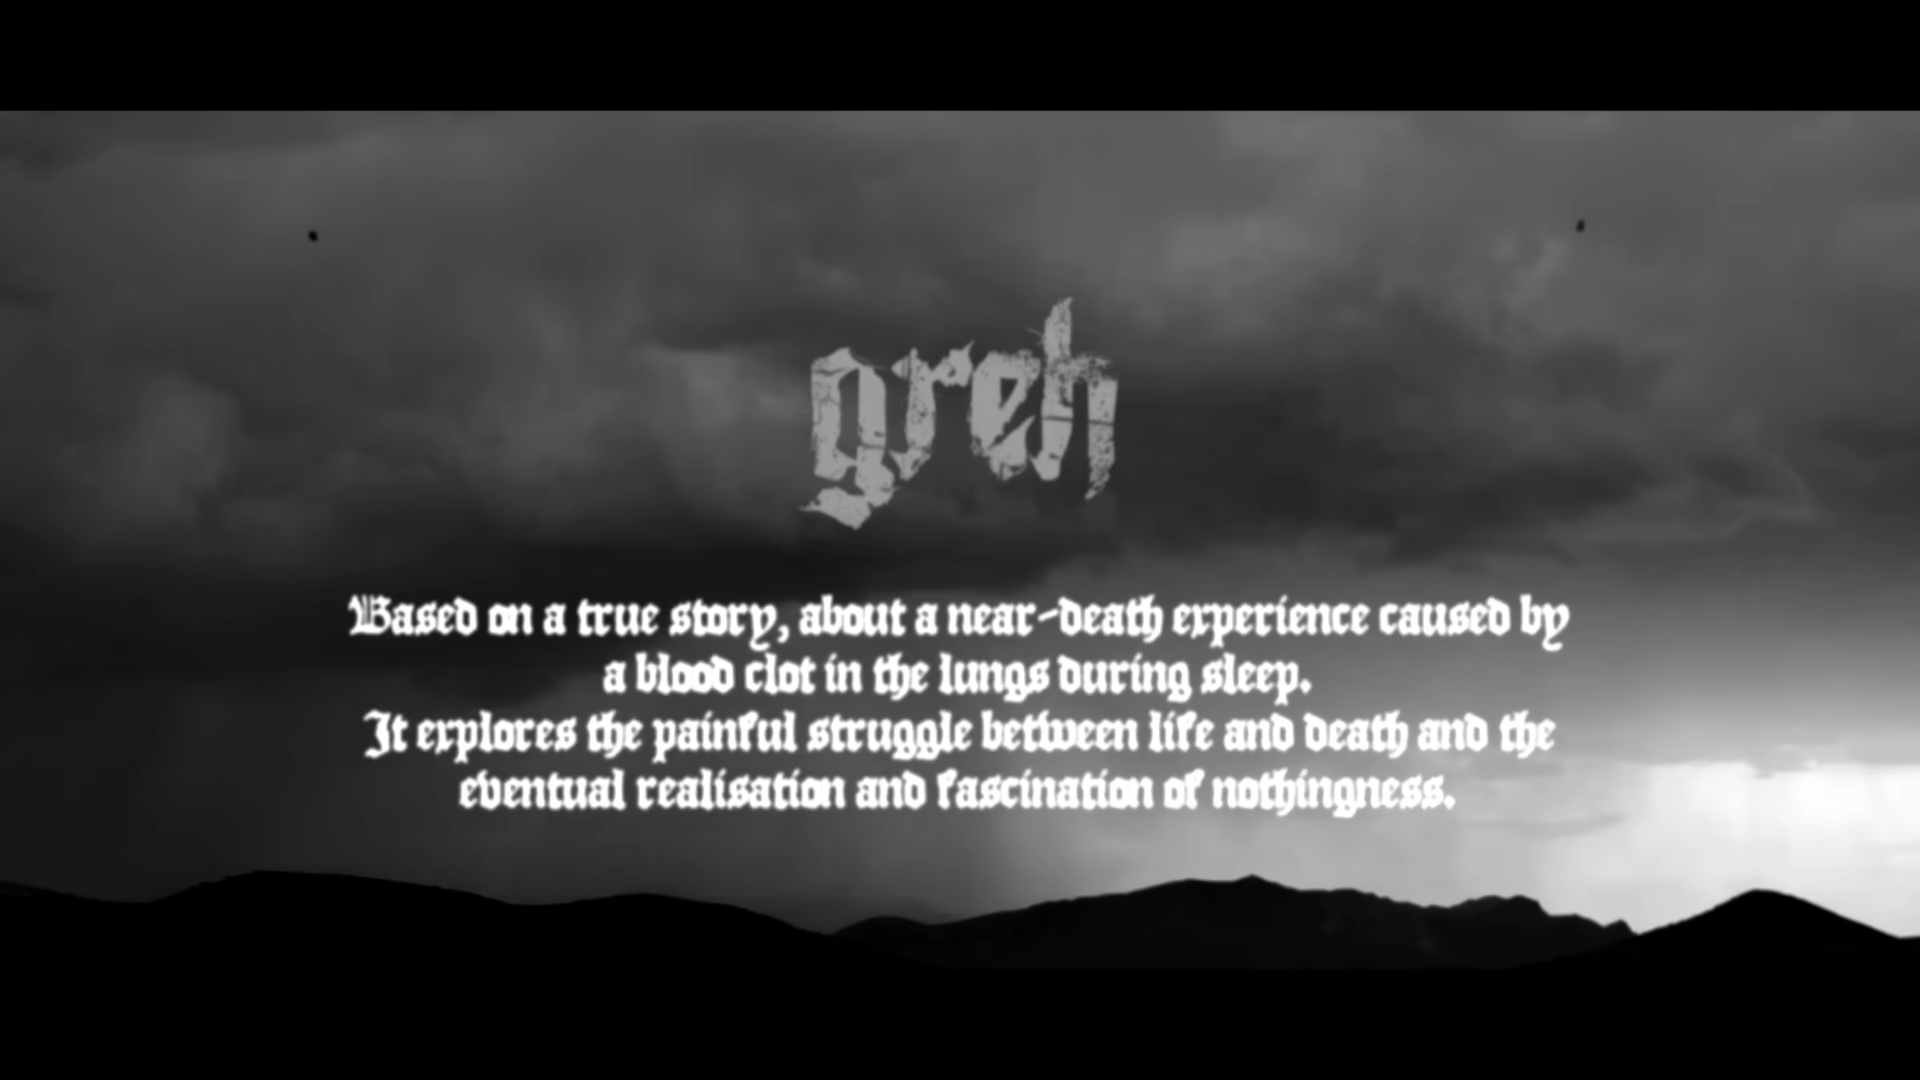 greh
Based on a true story, about a near-death experience caused by
a blood clot in the lungs during sleep.
It explores the painful struggle between life and death and the
eventual realisation and fascination of nothingness.